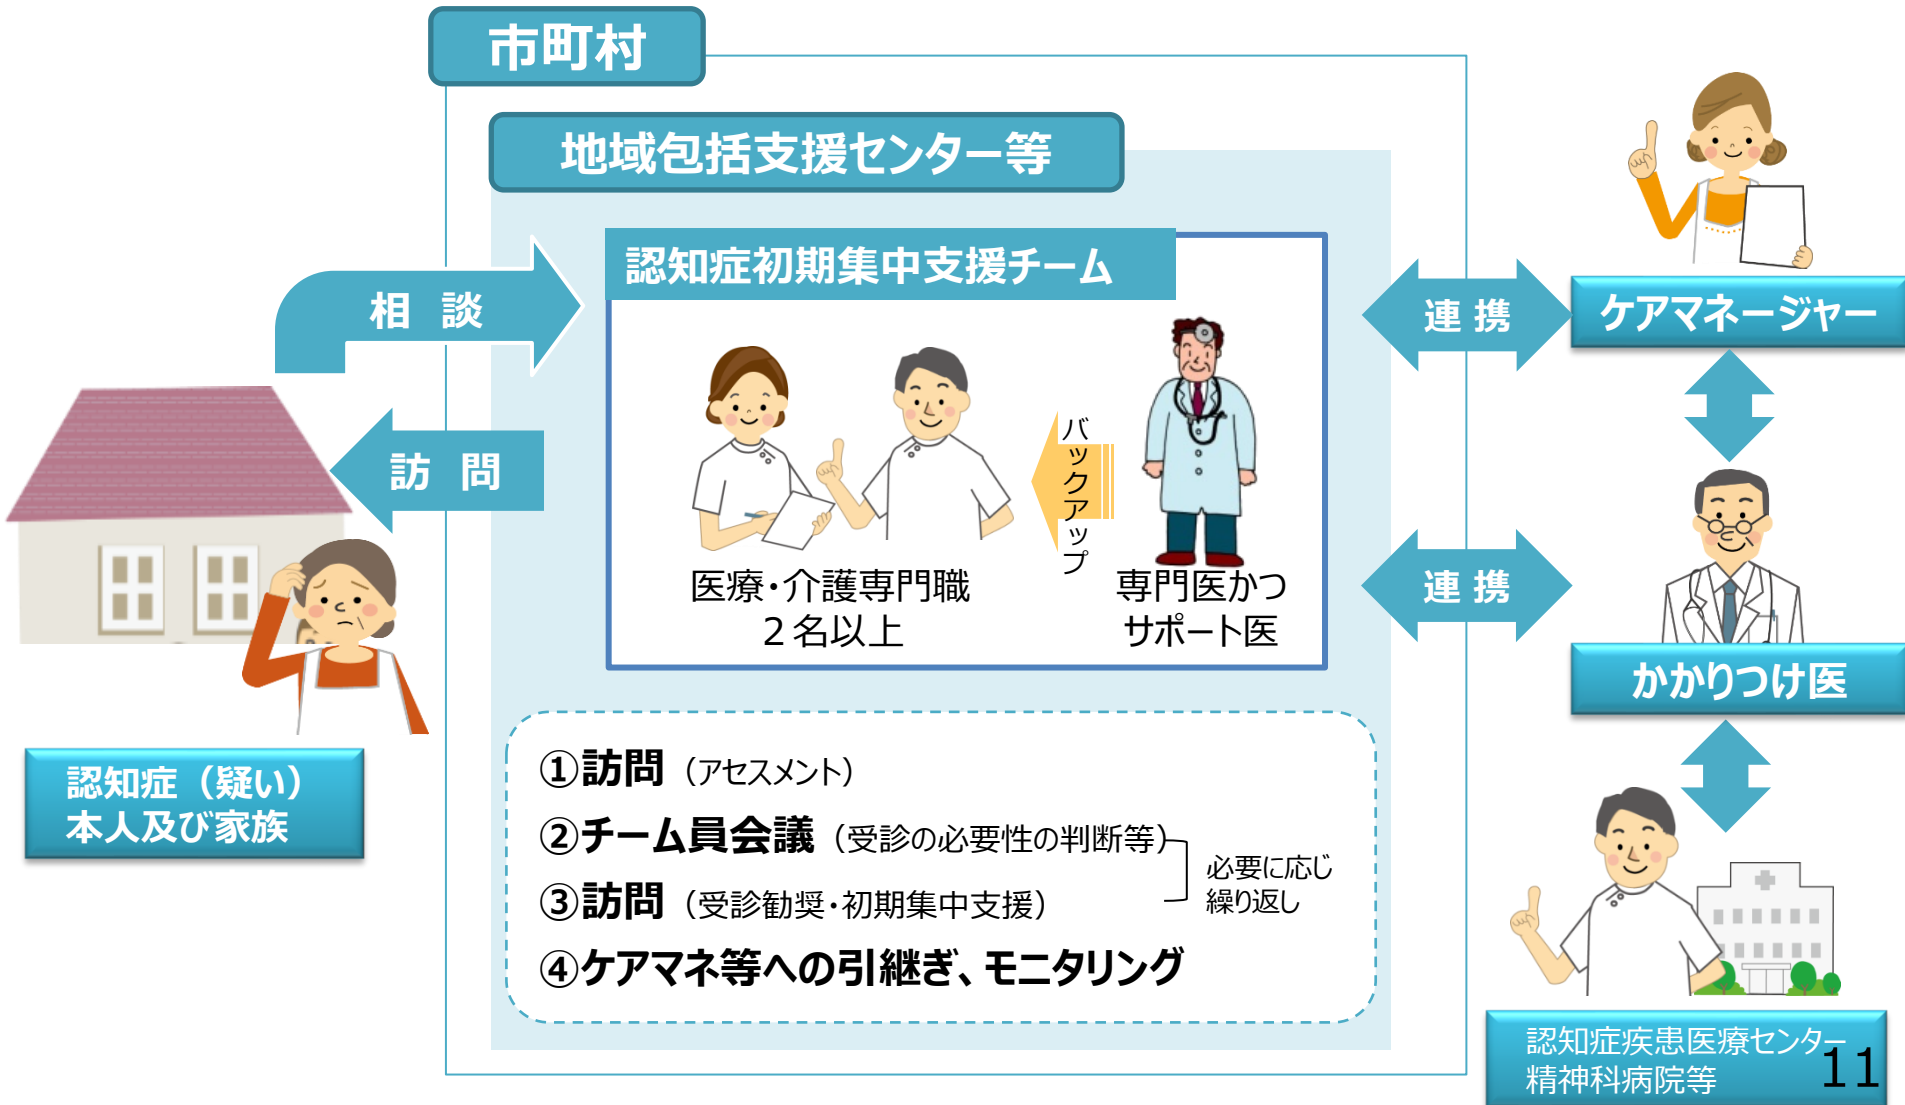 市町村
地域包括支援センター等
認知症初期集中支援チーム
相 談
訪 問
認知症（疑い）
本人及び家族
バックアップ
医療・介護専門職
２名以上
専門医かつ
サポート医
①訪問（アセスメント）
②チーム員会議（受診の必要性の判断等）
③訪問（受診勧奨・初期集中支援）
必要に応じ
繰り返し
④ケアマネ等への引継ぎ、モニタリング
連 携
連 携
ケアマネージャー
かかりつけ医
認知症疾患医療センター
精神科病院等
11